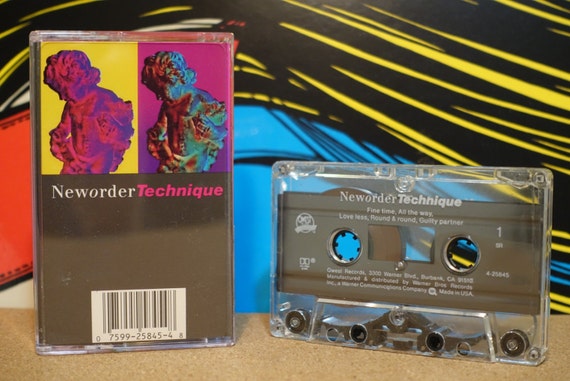 NeworderTechnique
0 7599-25845-4 8
NeworderTechnique
Fine time, All the way,
Love less, Round & round, Guilty partner
1
SR
4-25845
Qwest Records, 3300 Warner Blvd., Burbank, CA 91510
Manufactured & distributed by Warner Bros Records
Inc., a Warner Communications Company Made in U.S.A.